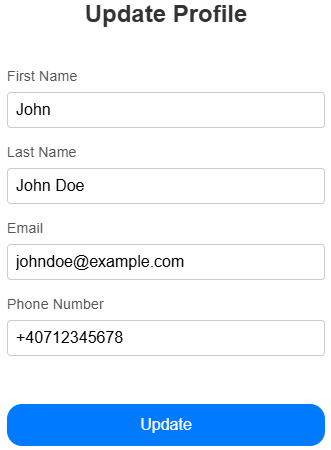 Update Profile
First Name
John
Last Name
John Doe
Email
johndoe@example.com
Phone Number
+40712345678
Update